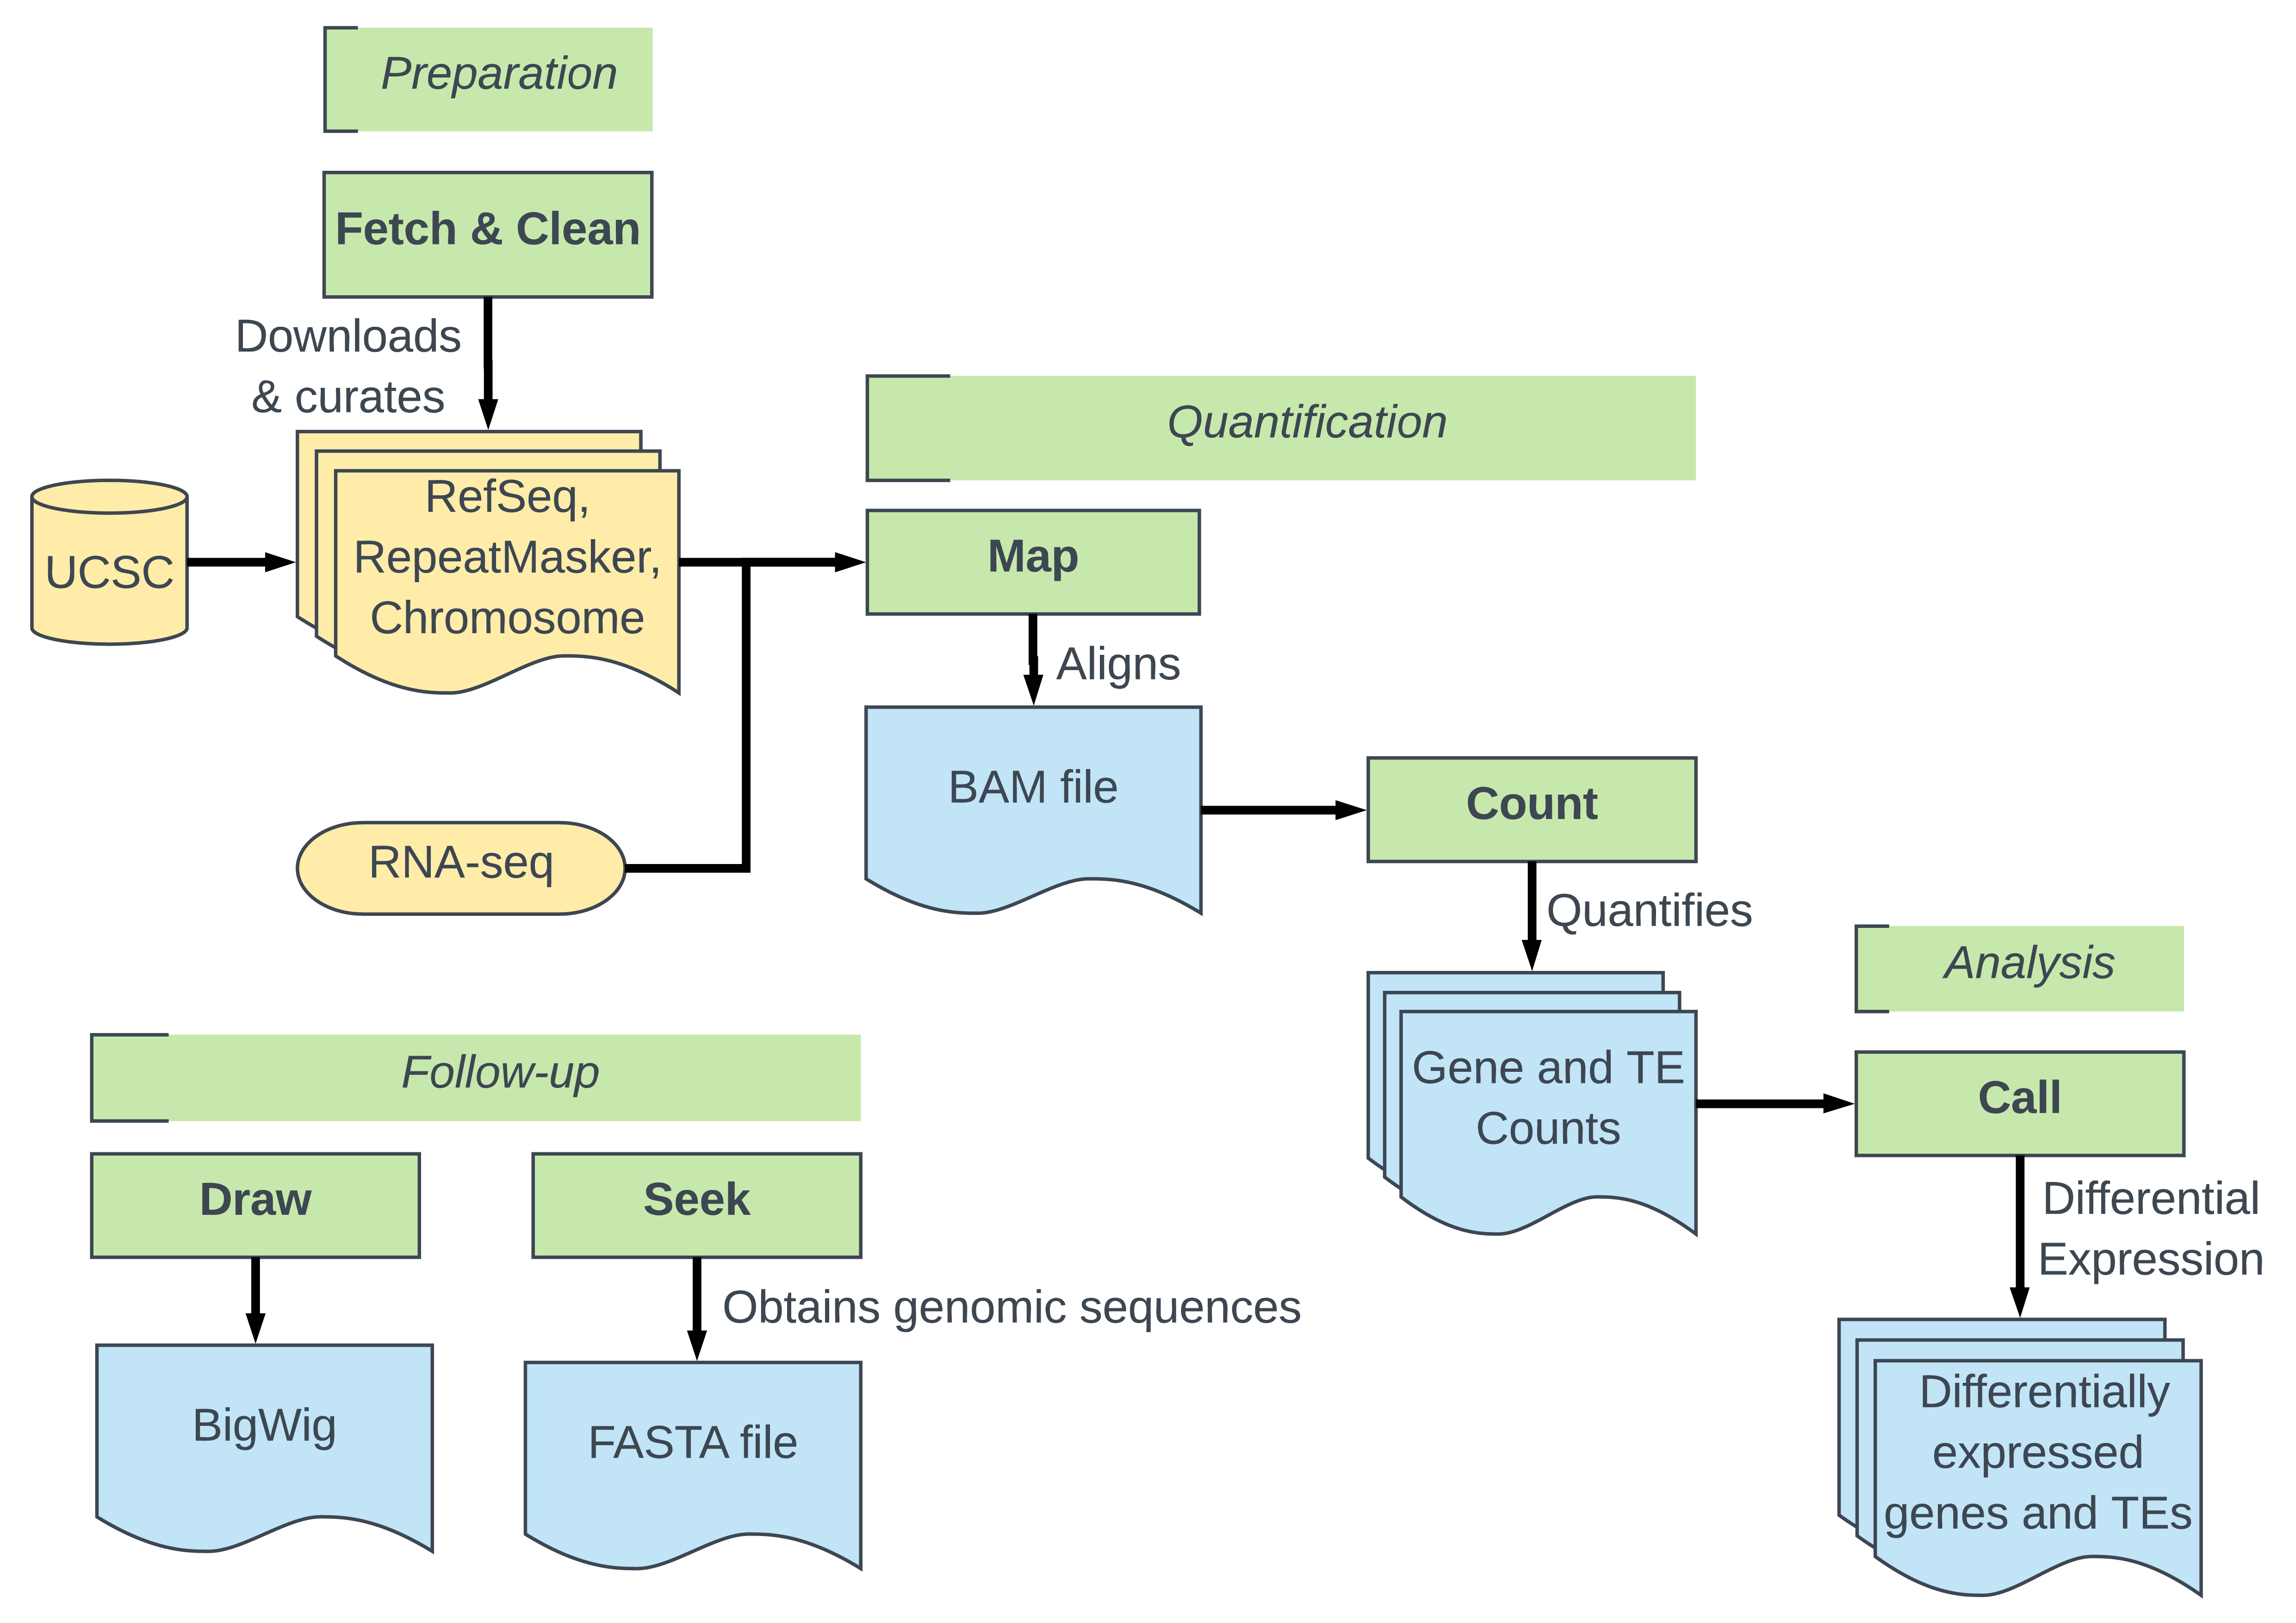 Preparation
Fetch & Clean
Downloads
& curates
UCSC
RefSeq,
RepeatMasker,
Chromosome
RNA-seq
Quantification
Map
Aligns
BAM file
Count
Quantifies
Gene and TE
Counts
Analysis
Call
Differential
Expression
Differentially
expressed
genes and TEs
Follow-up
Draw
BigWig
Seek
Obtains genomic sequences
FASTA file